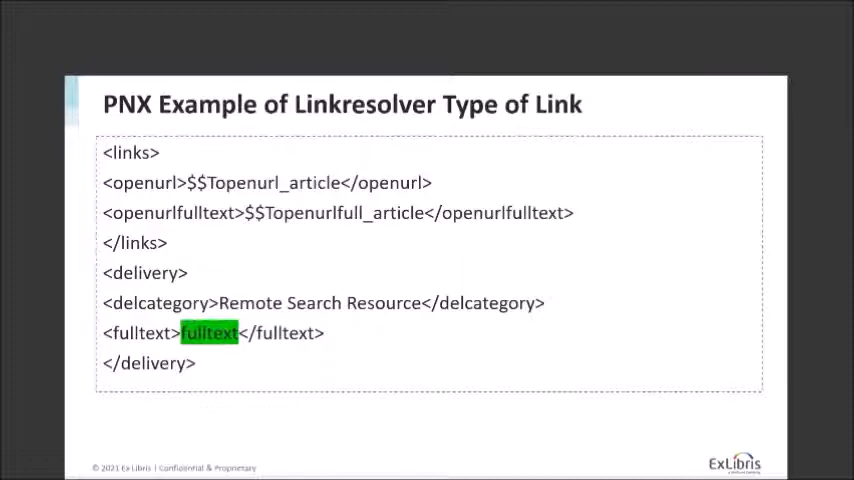 PNX Example of Linkresolver Type of Link
<links>
<openurl>$$Topenurl_article</openurl>
<openurlfulltext>$$Topenurlfull_article</openurlfulltext>
</links>
<delivery>
<delcategory>Remote Search Resource</delcategory>
<fulltext>fulltext</fulltext>
</delivery>
© 2021 Ex Libris | Confidential & Proprietary
ExLibris